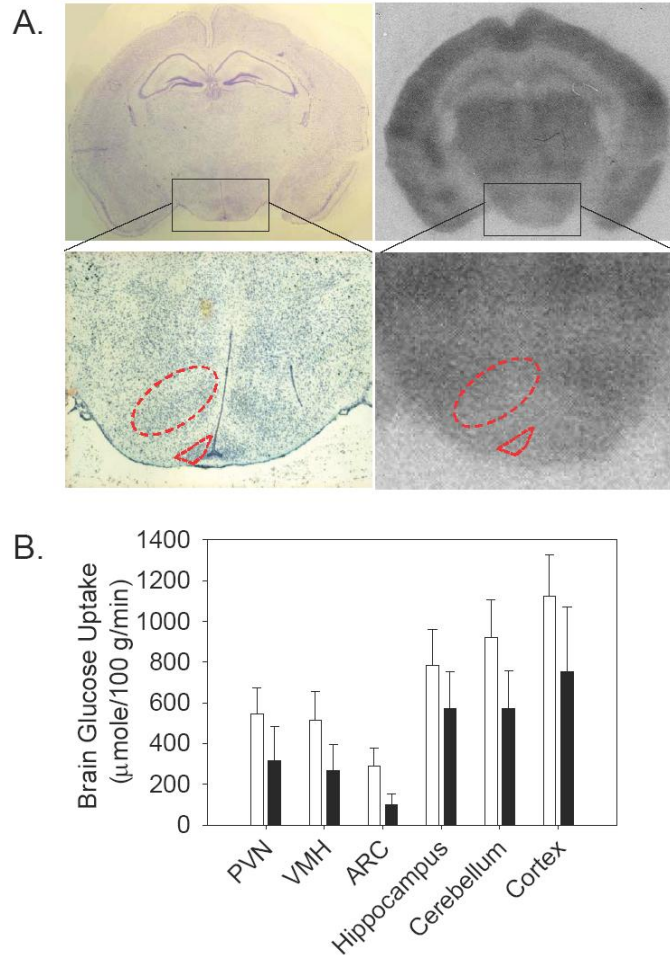 A.
B.
Brain Glucose Uptake
(μmole/100 g/min)
1400
1200
1000
800
600
400
200
0
PVN
VMH
ARC
Hippocampus
Cerebellum
Cortex